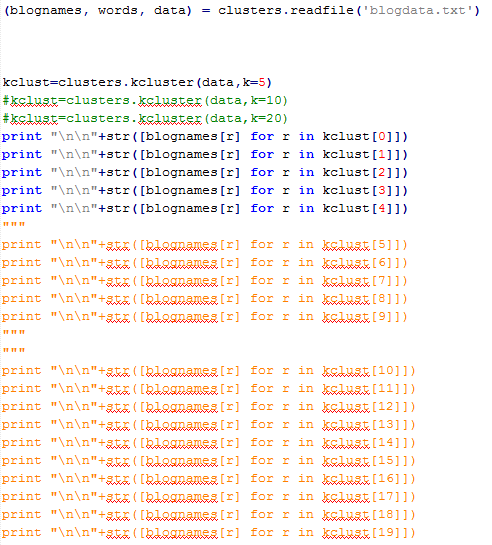 (blognames, words, data) = clusters.readfile('blogdata.txt')
kclust=clusters.kcluster(data,k=5)
#kclust=clusters.kcluster(data,k=10)
#kclust=clusters.kcluster(data,k=20)
print "\n\n"+str([blognames[r] for r in kclust[0]])
print "\n\n"+str([blognames[r] for r in kclust[1]])
print "\n\n"+str([blognames[r] for r in kclust[2]])
print "\n\n"+str([blognames[r] for r in kclust[3]])
print "\n\n"+str([blognames[r] for r in kclust[4]])
"""
print "\n\n"+str([blognames[r] for r in kclust[5]])
print "\n\n"+str([blognames[r] for r in kclust[6]])
print "\n\n"+str([blognames[r] for r in kclust[7]])
print "\n\n"+str([blognames[r] for r in kclust[8]])
print "\n\n"+str([blognames[r] for r in kclust[9]])
"""
"""
print "\n\n"+str([blognames[r] for r in kclust[10]])
print "\n\n"+str([blognames[r] for r in kclust[11]])
print "\n\n"+str([blognames[r] for r in kclust[12]])
print "\n\n"+str([blognames[r] for r in kclust[13]])
print "\n\n"+str([blognames[r] for r in kclust[14]])
print "\n\n"+str([blognames[r] for r in kclust[15]])
print "\n\n"+str([blognames[r] for r in kclust[16]])
print "\n\n"+str([blognames[r] for r in kclust[17]])
print "\n\n"+str([blognames[r] for r in kclust[18]])
print "\n\n"+str([blognames[r] for r in kclust[19]])